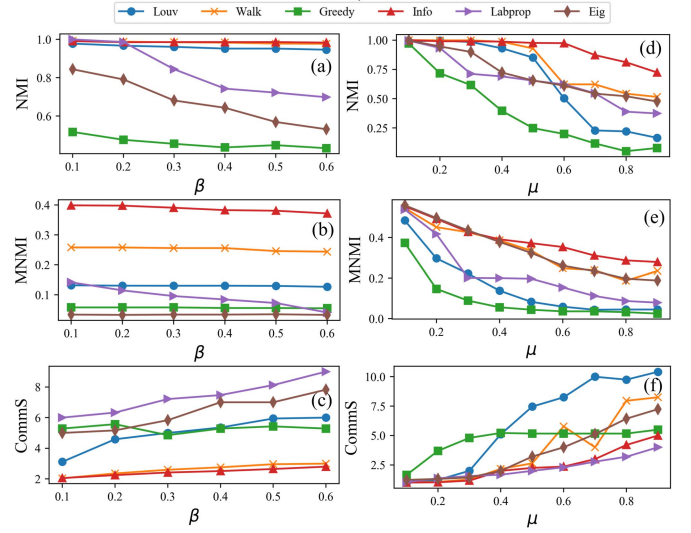 Louv Walk Greedy Info Labprop Eig
NMI
1.0
0.8
0.6
(a)
0.1 0.2 0.3 0.4 0.5 0.6
β
NMI
1.00
0.75
0.50
0.25
(d)
0.2 0.4 0.6 0.8
μ
MNMI
0.4
0.3
0.2
0.1
(b)
0.1 0.2 0.3 0.4 0.5 0.6
β
MNMI
0.4
0.2
0.0
(e)
0.2 0.4 0.6 0.8
μ
CommS
8
6
4
2
(c)
0.1 0.2 0.3 0.4 0.5 0.6
β
CommS
10.0
7.5
5.0
2.5
(f)
0.2 0.4 0.6 0.8
μ